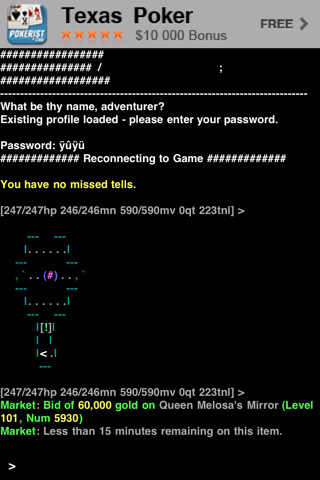 Texas Poker
POKERIST
.COM
$10 000 Bonus
FREE >
################
############### / ;
#################
--------------------------------------------------------------------------------
What be thy name, adventurer?
Existing profile loaded - please enter your password.
Password: ÿûÿü
############# Reconnecting to Game #############
You have no missed tells.
[247/247hp 246/246mn 590/590mv 0qt 223tnl] >
--- ---
|......|
--- ---
,`..(#)..,`
--- ---
|......|
--- ---
|[!]|
| |
|<.|
---
[247/247hp 246/246mn 590/590mv 0qt 223tnl] >
Market: Bid of 60,000 gold on Queen Melosa's Mirror (Level
101, Num 5930)
Market: Less than 15 minutes remaining on this item.
>